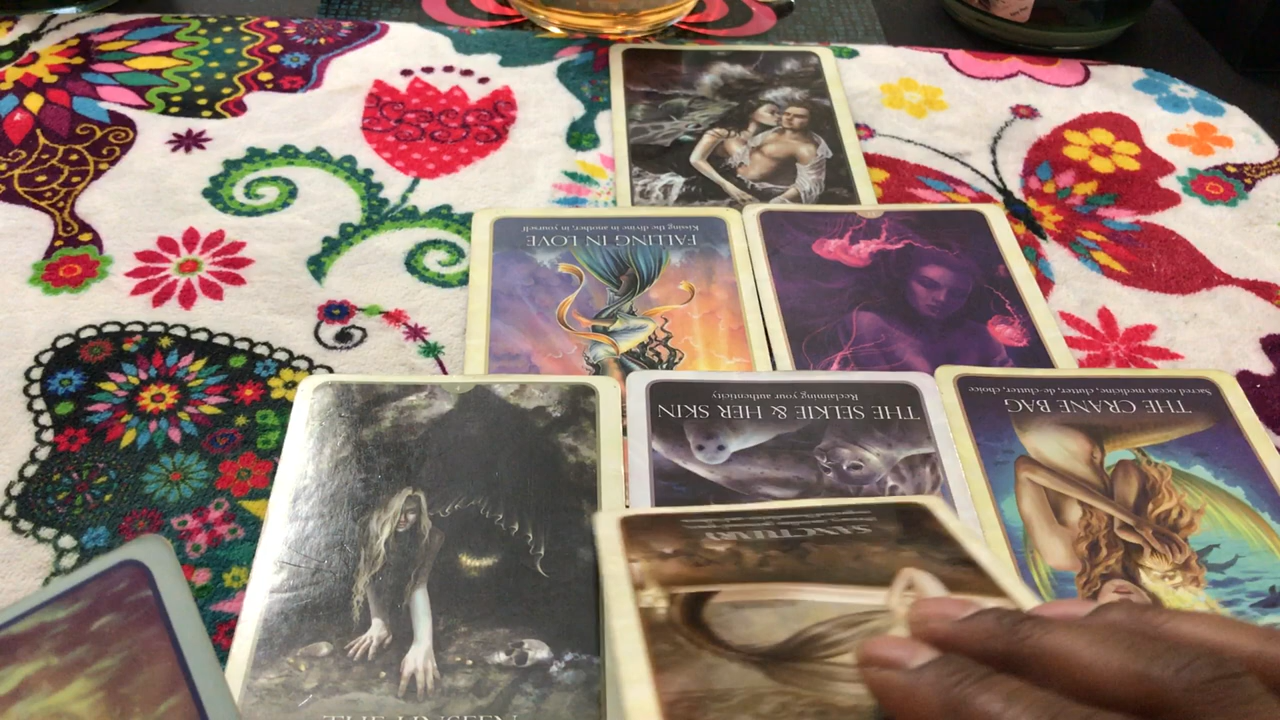 FALLING IN LOVE
Kissing the divine in another, in yourself
THE SELKIE & HER SKIN
Reclaiming your authenticity
THE CRANE BAG
Sacred ocean medicine, clutter, de-clutter, choice
SANCTUARY
THE UNSEEN